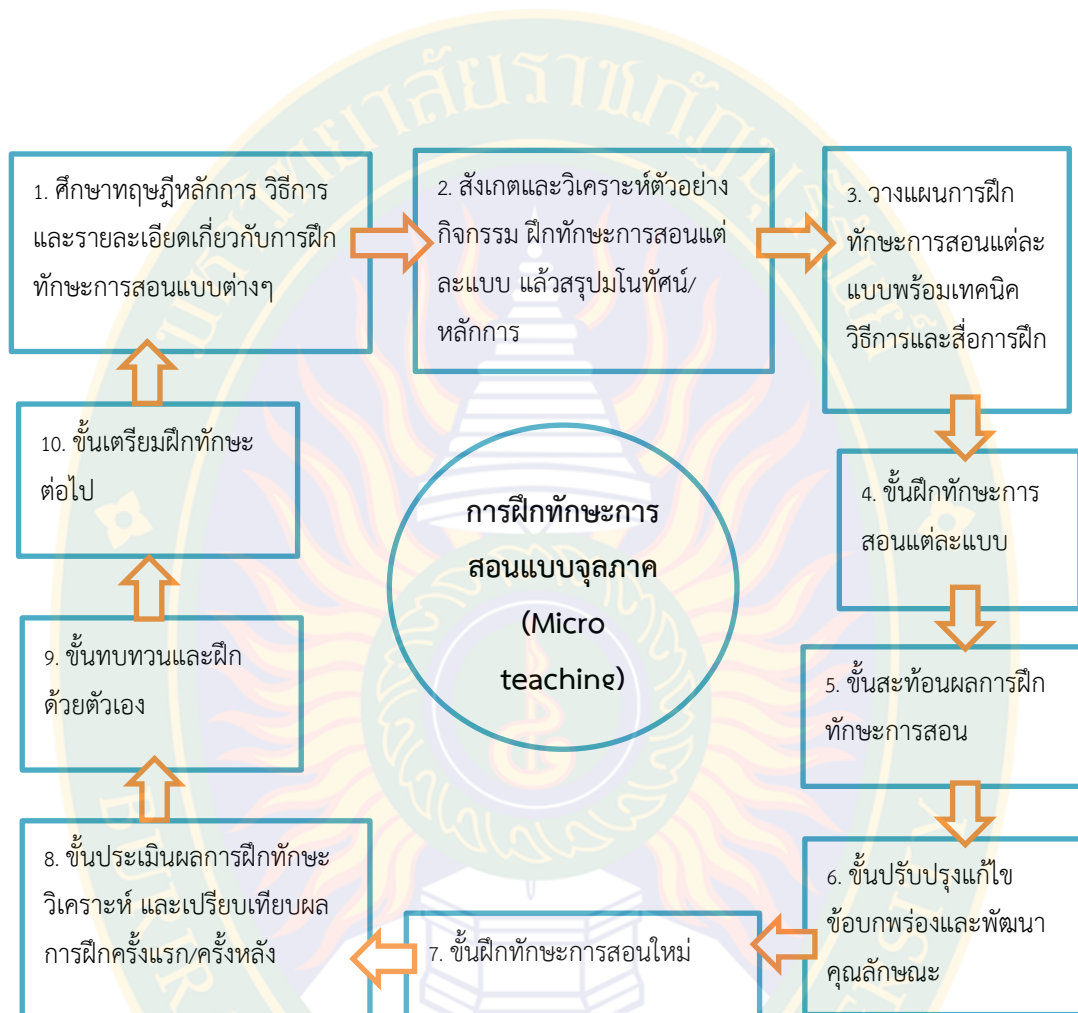 มหาวิทยาลัยราชภัฏบุรีรัมย์
1. ศึกษาทฤษฎีหลักการ วิธีการ
และรายละเอียดเกี่ยวกับการฝึก
ทักษะการสอนแบบต่างๆ
2. สังเกตและวิเคราะห์ตัวอย่าง
กิจกรรม ฝึกทักษะการสอนแต่
ละแบบ แล้วสรุปมโนทัศน์/
หลักการ
3. วางแผนการฝึก
ทักษะการสอนแต่ละ
แบบพร้อมเทคนิค
วิธีการและสื่อการฝึก
10. ขั้นเตรียมฝึกทักษะ
ต่อไป
4. ขั้นฝึกทักษะการ
สอนแต่ละแบบ
การฝึกทักษะการ
สอนแบบจุลภาค
(Micro
teaching)
9. ขั้นทบทวนและฝึก
ด้วยตัวเอง
5. ขั้นสะท้อนผลการฝึก
ทักษะการสอน
8. ขั้นประเมินผลการฝึกทักษะ
วิเคราะห์ และเปรียบเทียบผล
การฝึกครั้งแรก/ครั้งหลัง
7. ขั้นฝึกทักษะการสอนใหม่
6. ขั้นปรับปรุงแก้ไข
ข้อบกพร่องและพัฒนา
คุณลักษณะ